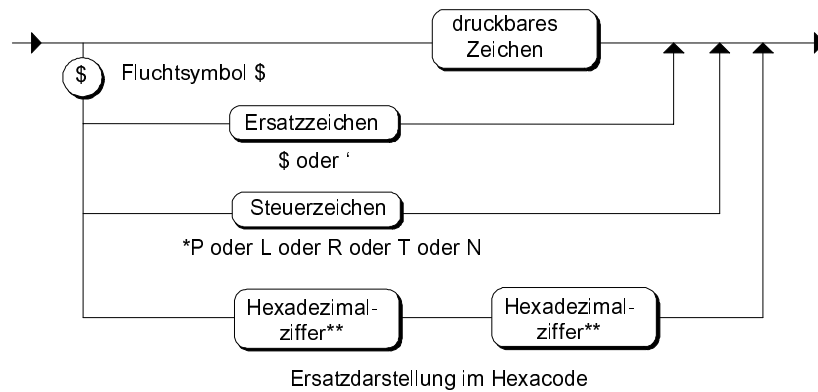 druckbares
Zeichen
$ Fluchtsymbol $
Ersatzzeichen
$ oder ‘
Steuerzeichen
*P oder L oder R oder T oder N
Hexadezimal-
ziffer**
Hexadezimal-
ziffer**
Ersatzdarstellung im Hexacode